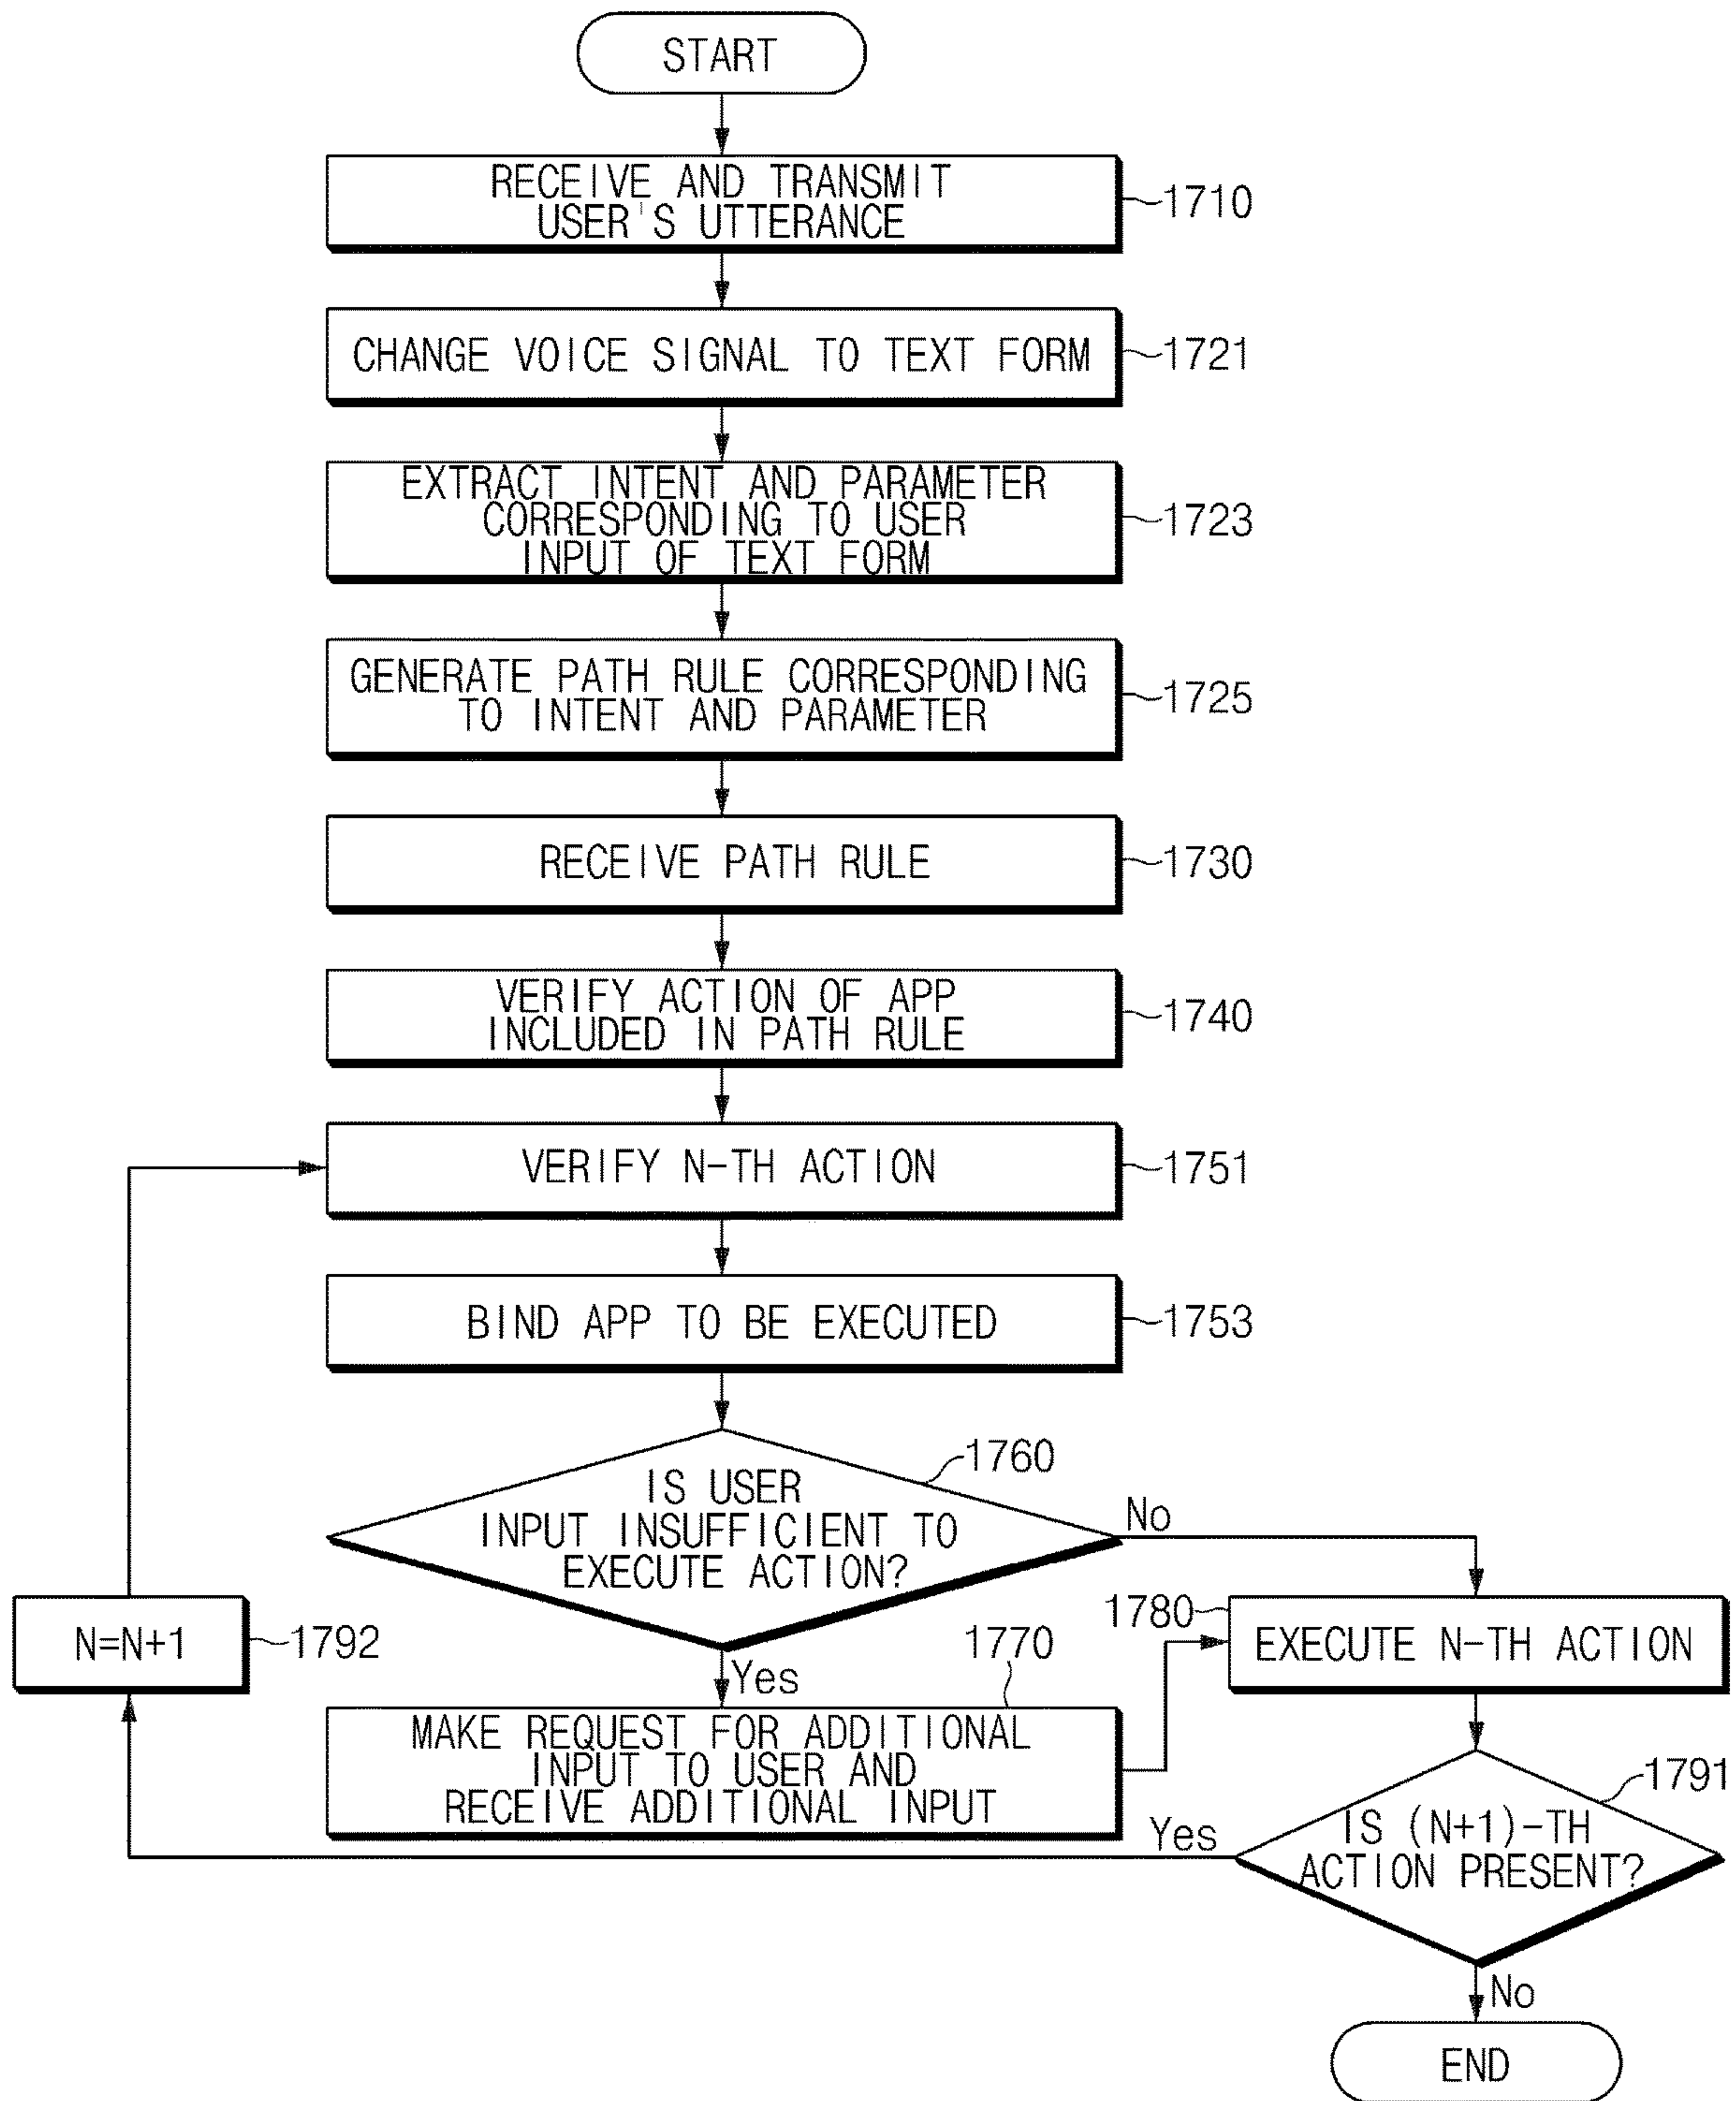 START
RECEIVE AND TRANSMIT
USER'S UTTERANCE
1710
CHANGE VOICE SIGNAL TO TEXT FORM
1721
EXTRACT INTENT AND PARAMETER
CORRESPONDING TO USER
INPUT OF TEXT FORM
1723
GENERATE PATH RULE CORRESPONDING
TO INTENT AND PARAMETER
1725
RECEIVE PATH RULE
1730
VERIFY ACTION OF APP
INCLUDED IN PATH RULE
1740
VERIFY N-TH ACTION
1751
BIND APP TO BE EXECUTED
1753
1760
IS USER
INPUT INSUFFICIENT TO
EXECUTE ACTION?
No
Yes
1770
MAKE REQUEST FOR ADDITIONAL
INPUT TO USER AND
RECEIVE ADDITIONAL INPUT
1780
EXECUTE N-TH ACTION
1791
IS (N+1)-TH
ACTION PRESENT?
Yes
N=N+1
1792
No
END